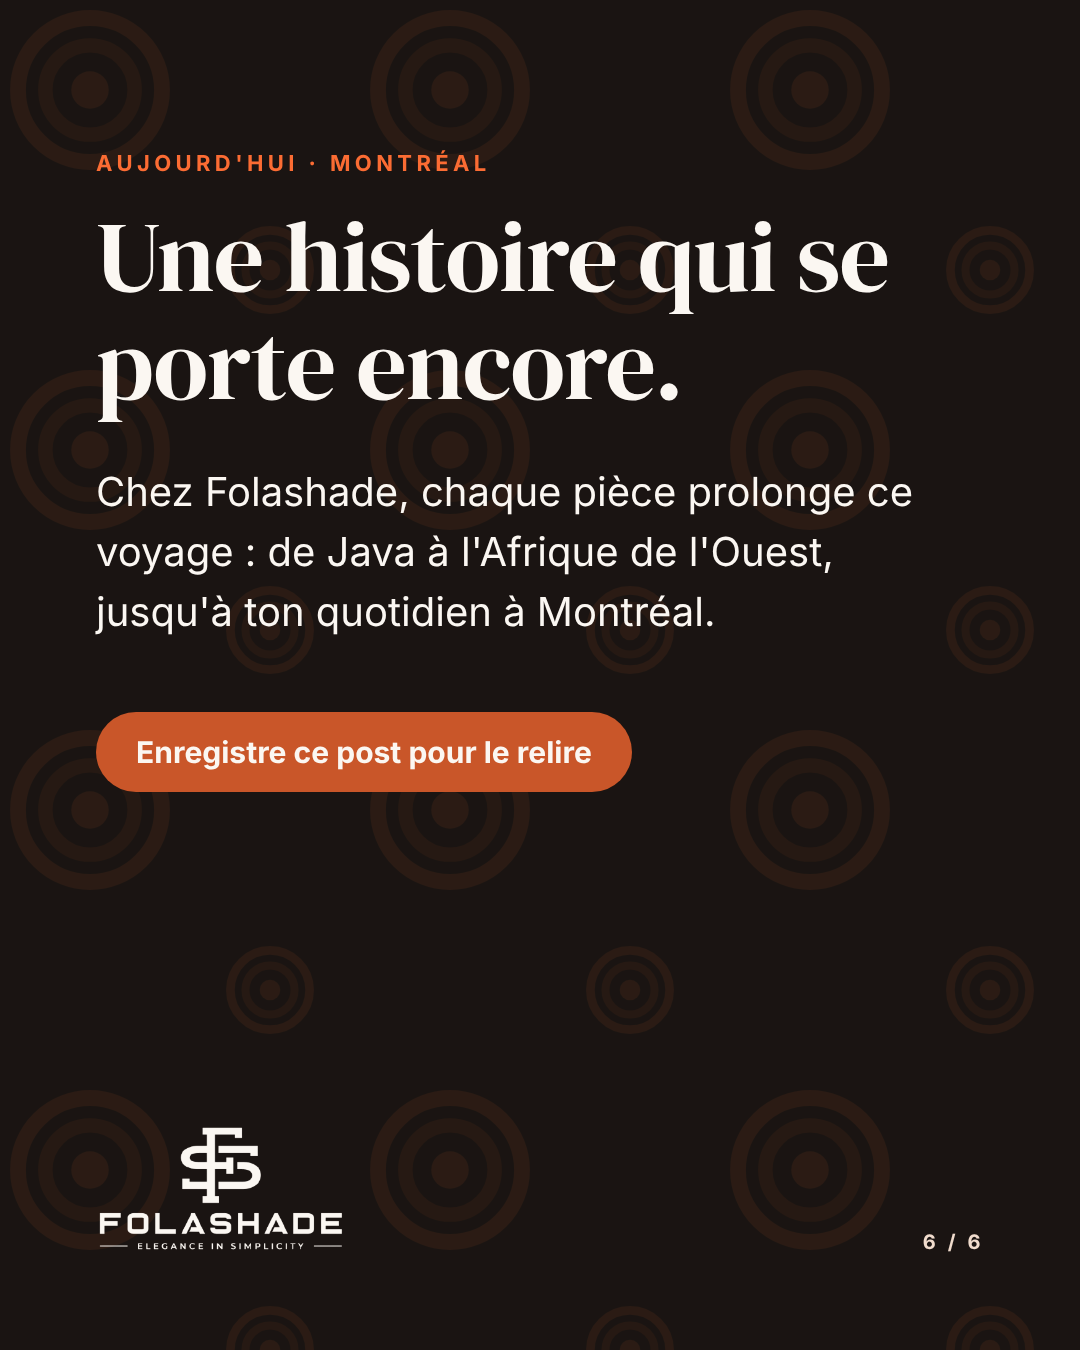 AUJOURD'HUI · MONTRÉAL
Une histoire qui se
porte encore.
Chez Folashade, chaque pièce prolonge ce
voyage : de Java à l'Afrique de l'Ouest,
jusqu'à ton quotidien à Montréal.
Enregistre ce post pour le relire
FOLASHADE
ELEGANCE IN SIMPLICITY
6 / 6